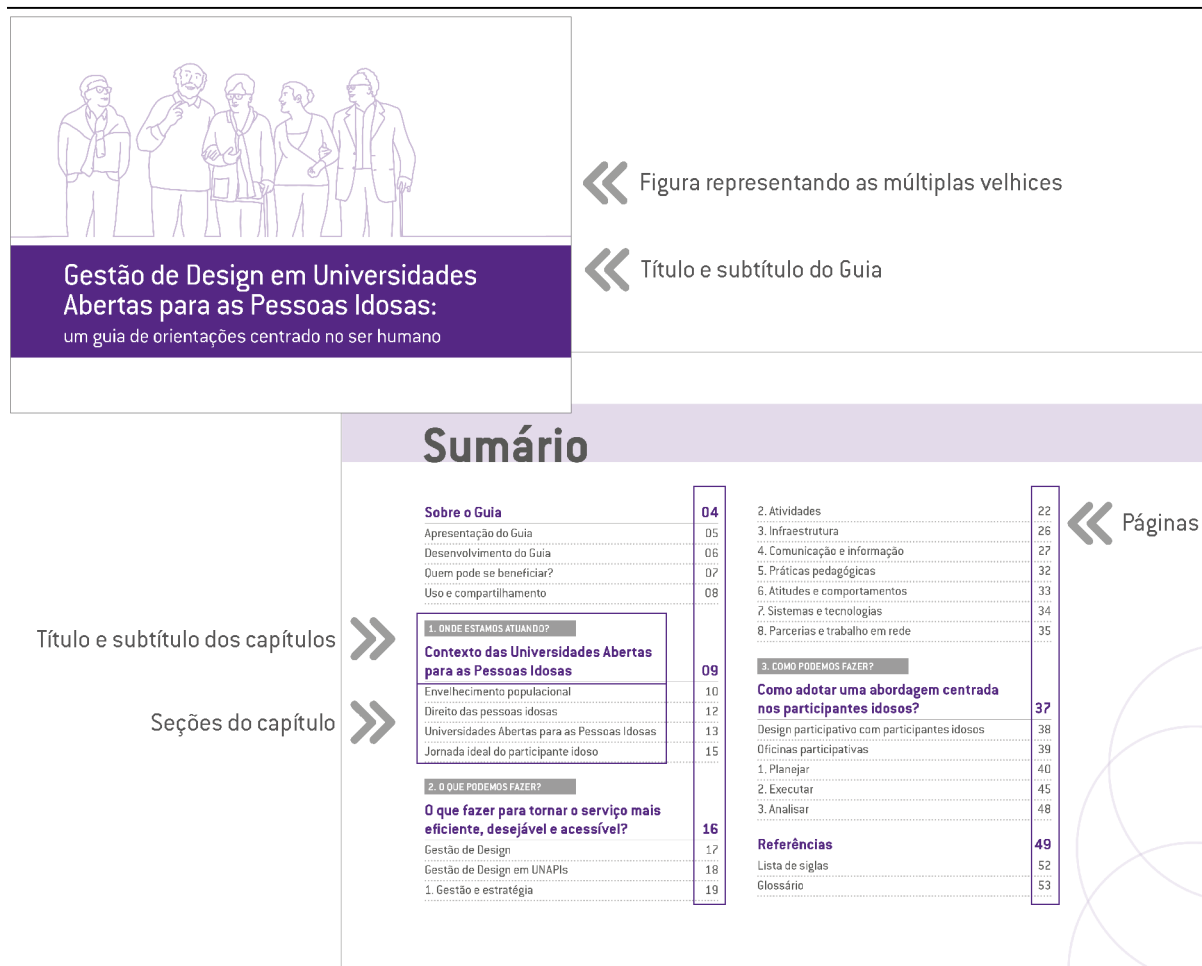 Figura representando as múltiplas velhices
Gestão de Design em Universidades
Abertas para as Pessoas Idosas:
um guia de orientações centrado no ser humano
Título e subtítulo do Guia
Sumário
Sobre o Guia 04
Apresentação do Guia 05
Desenvolvimento do Guia 06
Quem pode se beneficiar? 07
Uso e compartilhamento 08
Título e subtítulo dos capítulos
1. ONDE ESTAMOS ATUANDO?
Contexto das Universidades Abertas
para as Pessoas Idosas 09
Seções do capítulo
Envelhecimento populacional 10
Direito das pessoas idosas 12
Universidades Abertas para as Pessoas Idosas 13
Jornada ideal do participante idoso 15
2. O QUE PODEMOS FAZER?
O que fazer para tornar o serviço mais
eficiente, desejável e acessível? 16
Gestão de Design 17
Gestão de Design em UNAPIs 18
1. Gestão e estratégia 19
2. Atividades 22
3. Infraestrutura 26
4. Comunicação e informação 27
5. Práticas pedagógicas 32
6. Atitudes e comportamentos 33
7. Sistemas e tecnologias 34
8. Parcerias e trabalho em rede 35
Páginas
3. COMO PODEMOS FAZER?
Como adotar uma abordagem centrada
nos participantes idosos? 37
Design participativo com participantes idosos 38
Oficinas participativas 39
1. Planejar 40
2. Executar 45
3. Analisar 48
Referências 49
Lista de siglas 52
Glossário 53